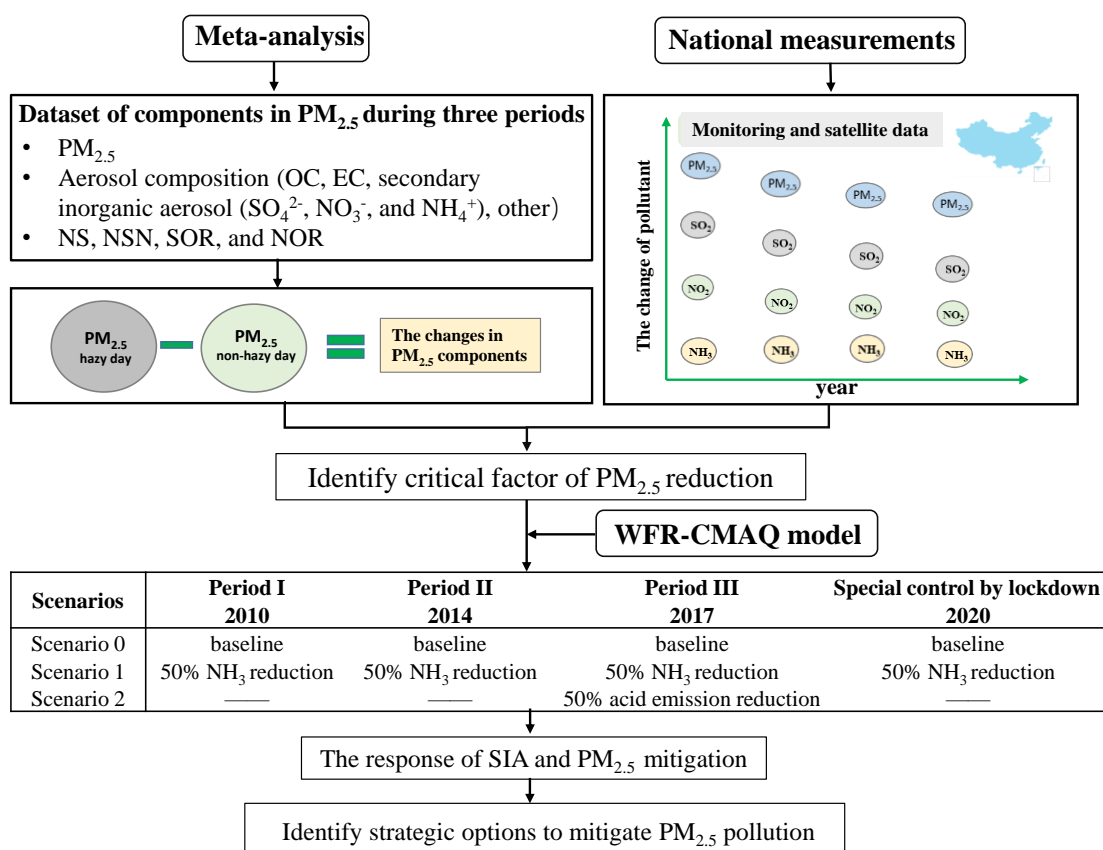 Meta-analysis
National measurements
Dataset of components in PM2.5 during three periods
• PM2.5
• Aerosol composition (OC, EC, secondary
inorganic aerosol (SO4^2-, NO3^-, and NH4^+), other）
• NS, NSN, SOR, and NOR
PM2.5
hazy day
PM2.5
non-hazy day
The changes in
PM2.5 components
Monitoring and satellite data
The change of pollutant
PM2.5 PM2.5 PM2.5 PM2.5
SO2 SO2 SO2 SO2
NO2 NO2 NO2 NO2
NH3 NH3 NH3 NH3
year
Identify critical factor of PM2.5 reduction
WFR-CMAQ model
Scenarios Period I Period II Period III Special control by lockdown
2010 2014 2017 2020
Scenario 0 baseline baseline baseline baseline
Scenario 1 50% NH3 reduction 50% NH3 reduction 50% NH3 reduction 50% NH3 reduction
Scenario 2 —— —— 50% acid emission reduction ——
The response of SIA and PM2.5 mitigation
Identify strategic options to mitigate PM2.5 pollution